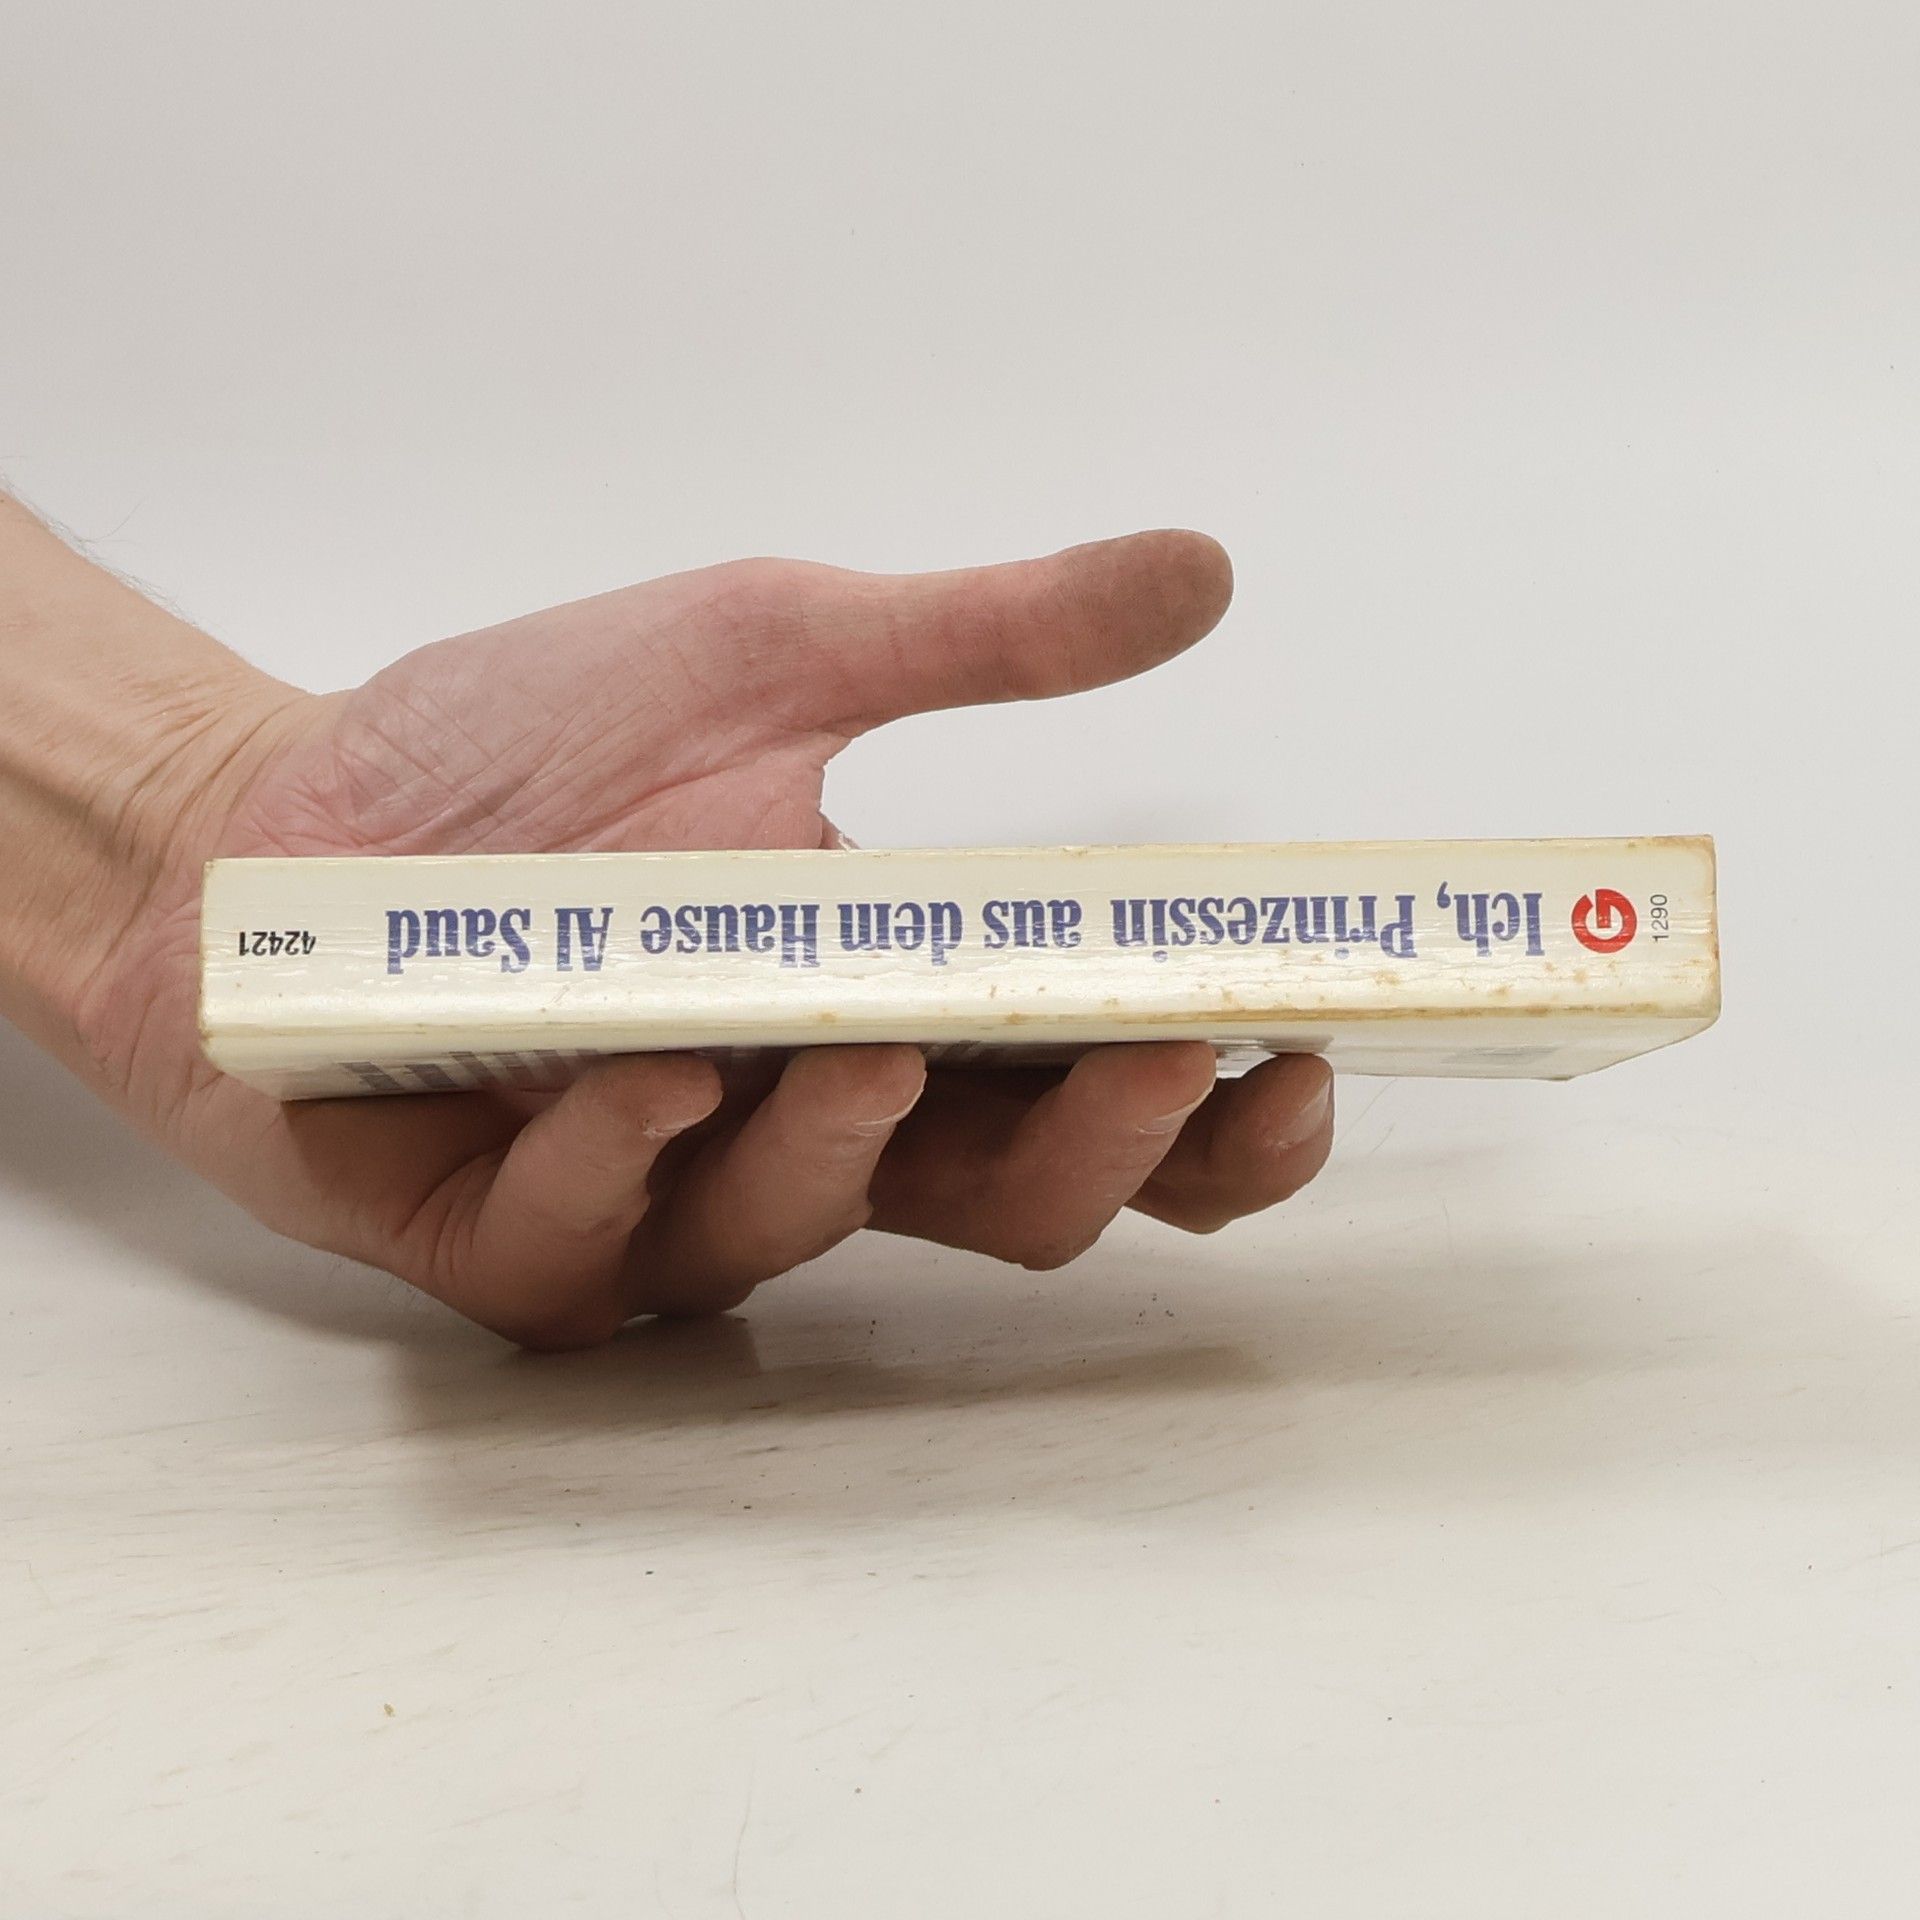 1290
G
Ich, Prinzessin aus dem Hause Al Saud
42421